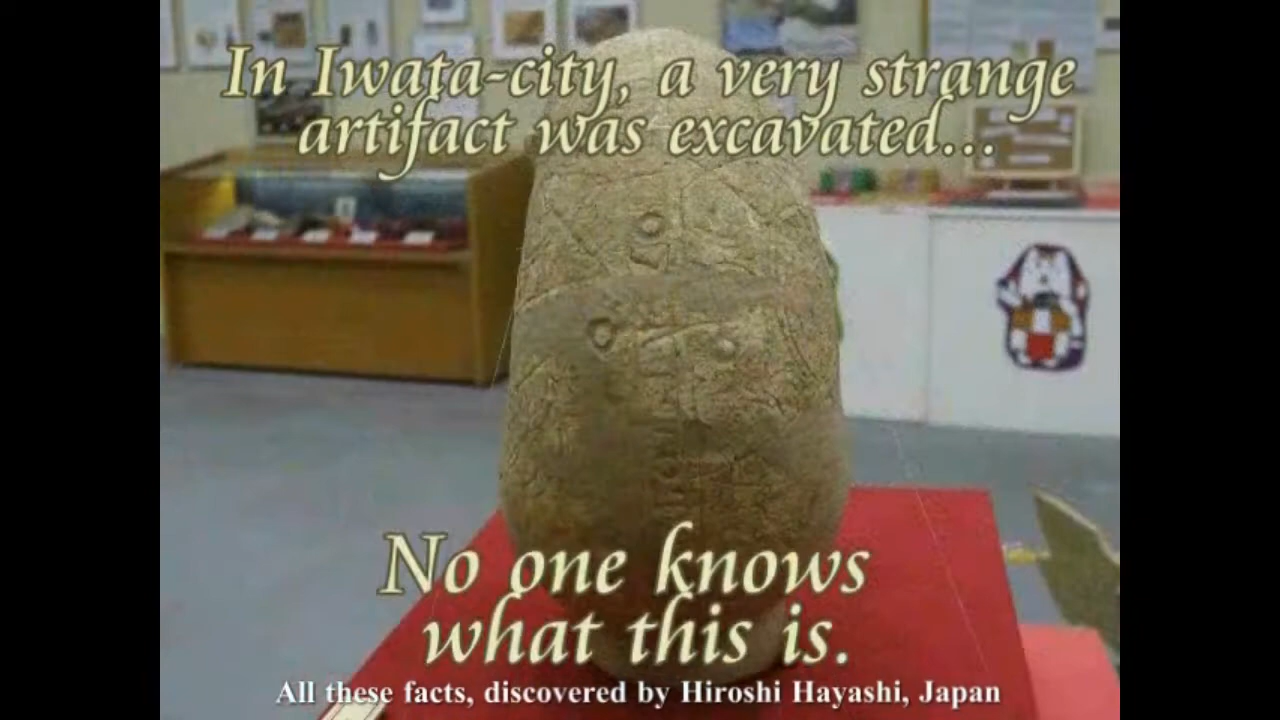 In Iwata-city, a very strange
artifact was excavated...
No one knows
what this is.
All these facts, discovered by Hiroshi Hayashi, Japan